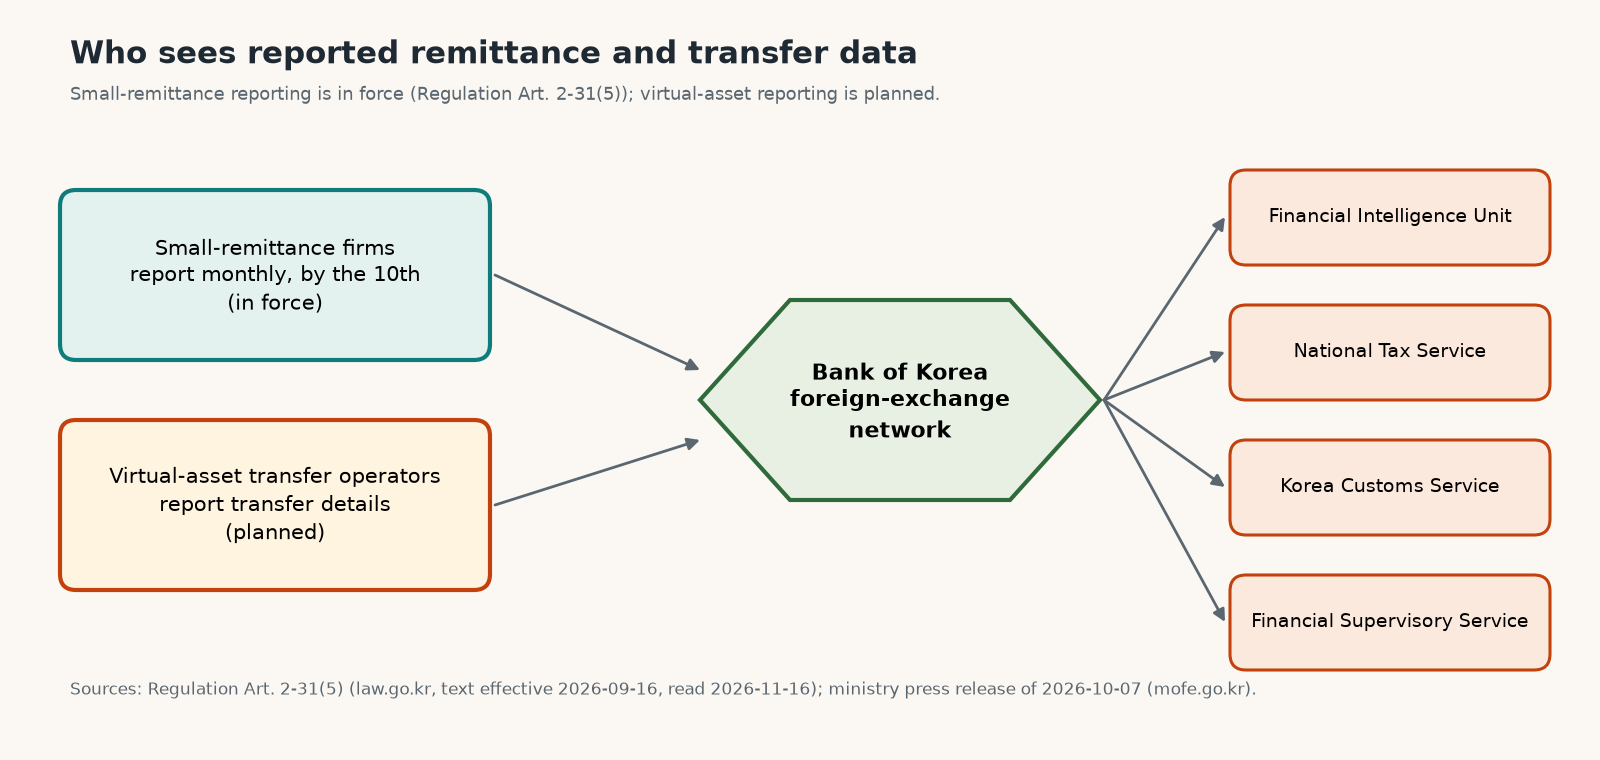 Who sees reported remittance and transfer data
Small-remittance reporting is in force (Regulation Art. 2-31(5)); virtual-asset reporting is planned.
Small-remittance firms
report monthly, by the 10th
(in force)
Virtual-asset transfer operators
report transfer details
(planned)
Bank of Korea
foreign-exchange
network
Financial Intelligence Unit
National Tax Service
Korea Customs Service
Financial Supervisory Service
Sources: Regulation Art. 2-31(5) (law.go.kr, text effective 2026-09-16, read 2026-11-16); ministry press release of 2026-10-07 (mofe.go.kr).